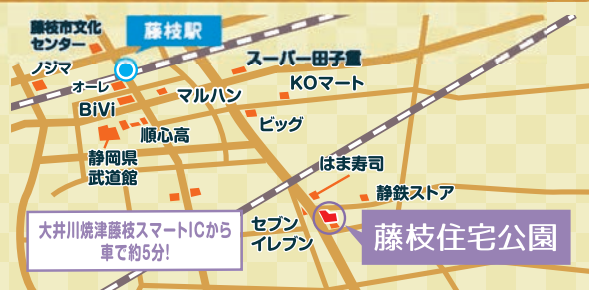 藤枝市文化
センター
藤枝駅
ノジマ
オーレ
BiVi
マルハン
スーパー田子重
KOマート
ビッグ
順心高
静岡県
武道館
はま寿司
静鉄ストア
セブン
イレブン
大井川焼津藤枝スマートICから
車で約5分!
藤枝住宅公園